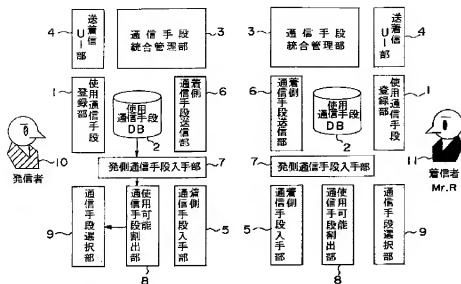 4
送着信
UI部
通信手段
統合管理部
3
1
使用通信手段
登録部
使用
通信手段
DB
2
着側
通信手段送信部
6
10
発信者
発側通信手段入手部
7
9
通信手段選択部
使用可能
通信手段割出部
8
着側
通信手段入手部
5
3
通信手段
統合管理部
送着信
UI部
4
6
着側
通信手段送信部
使用
通信手段
DB
2
使用通信手段
登録部
1
7
発側通信手段入手部
11
着信者
Mr.R
5
着側
通信手段入手部
使用可能
通信手段割出部
8
通信手段選択部
9